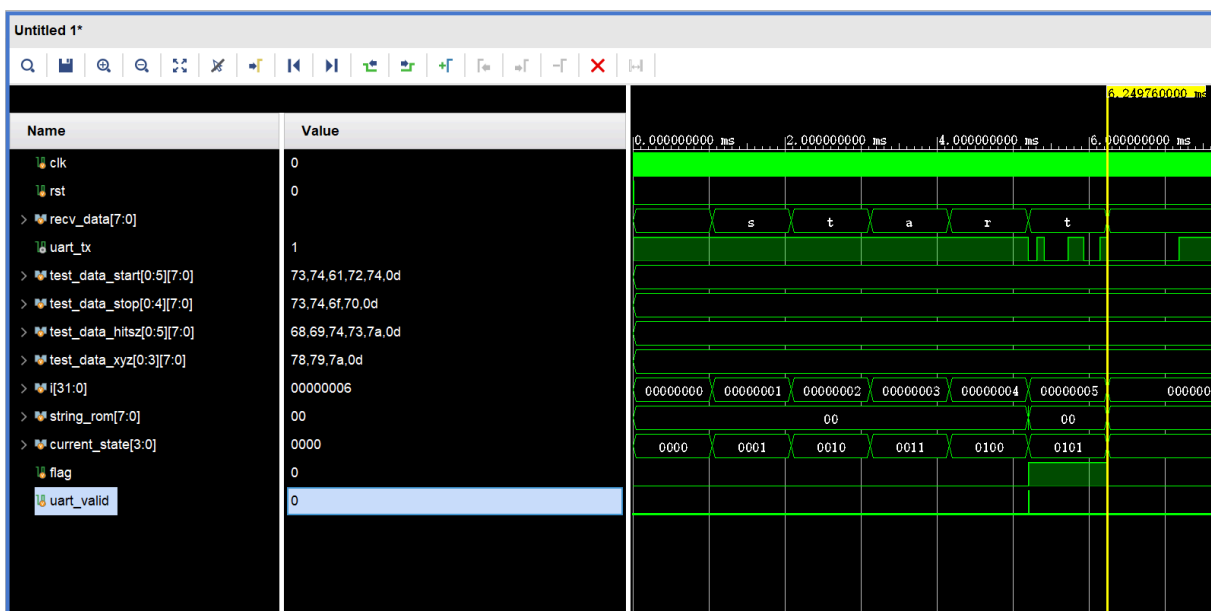 Untitled 1*
6.249760000 ms
Name Value
0.000000000 ms 2.000000000 ms 4.000000000 ms 6.000000000 ms
clk 0
rst 0
recv_data[7:0] s t a r t
uart_tx 1
test_data_start[0:5][7:0] 73,74,61,72,74,0d
test_data_stop[0:4][7:0] 73,74,6f,70,0d
test_data_hitsz[0:5][7:0] 68,69,74,73,7a,0d
test_data_xyz[0:3][7:0] 78,79,7a,0d
i[31:0] 00000006 00000000 00000001 00000002 00000003 00000004 00000005 000000
string_rom[7:0] 00 00 00
current_state[3:0] 0000 0000 0001 0010 0011 0100 0101
flag 0
uart_valid 0